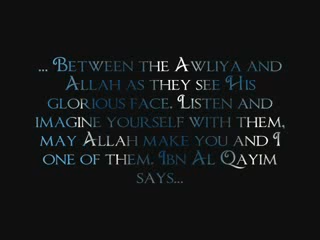 ... Between the Awliya and
Allah as they see His
glorious face. Listen and
imagine yourself with them,
may Allah make you and I
one of them. Ibn Al Qayim
says...